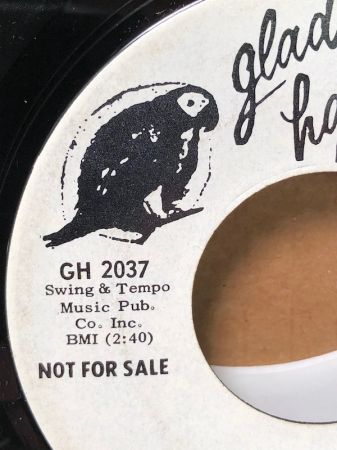 GH 2037
Swing & Tempo
Music Pub.
Co. Inc.
BMI (2:40)
NOT FOR SALE